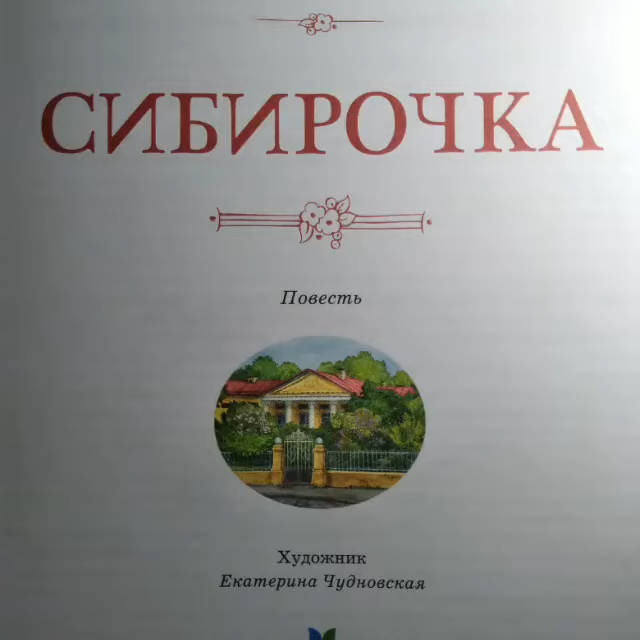 СИБИРОЧКА
Повесть
Художник
Екатерина Чудновская